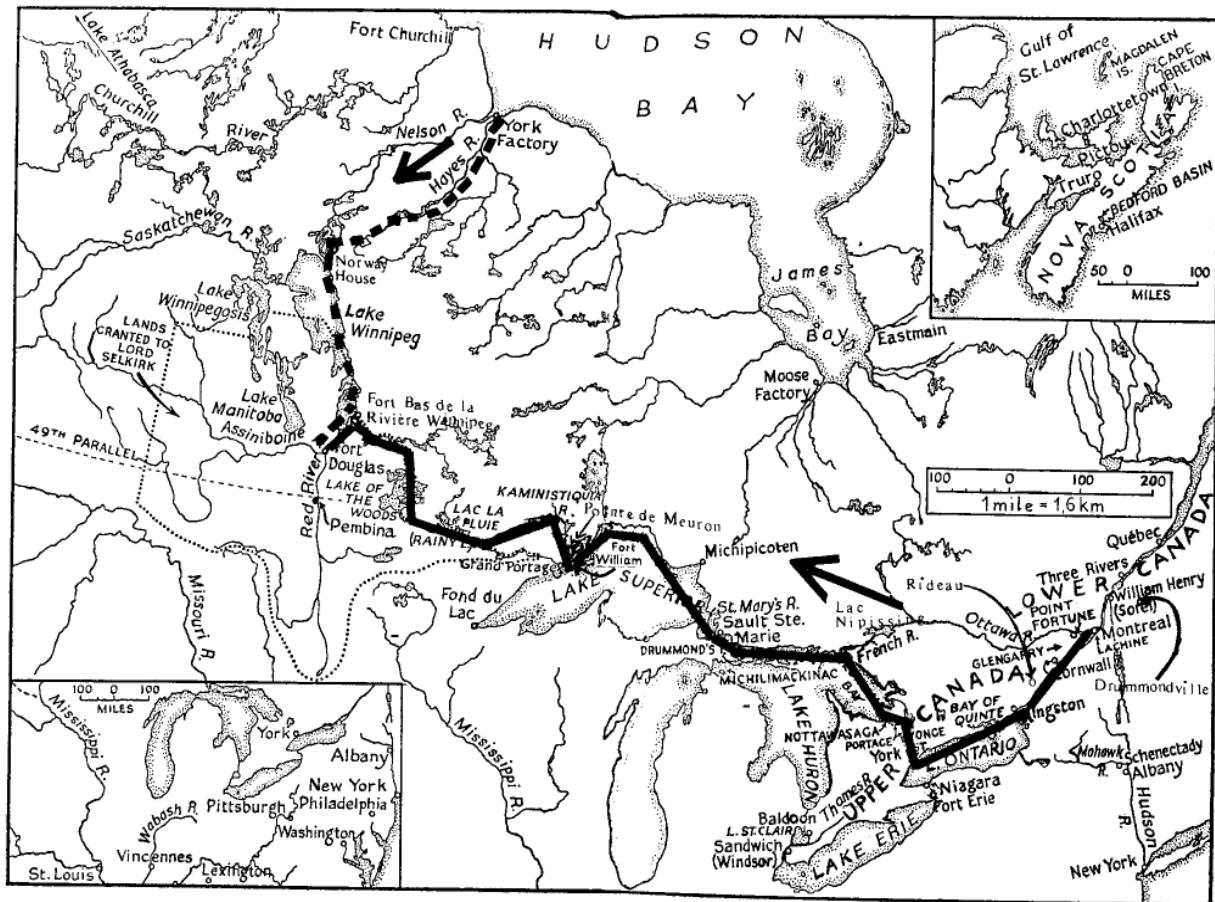 Fort Churchill
HUDSON
BAY
Lake Athabasca
Churchill
River
Nelson R.
York
Factory
Hayes R.
Saskatchewan R.
Norway
House
Lake
Winnipegosis
Lake
Winnipeg
LANDS
GRANTED TO
LORD
SELKIRK
Lake
Manitoba
Assiniboine
Fort Bas de la
Rivière Winnipeg
49TH PARALLEL
Fort
Douglas
Red River
LAKE OF
THE
WOODS
Pembina
LAC LA
PLUIE
(RAINY L.)
KAMINISTIQUIA
R.
Pointe de Meuron
Grand Portage
Fort
William
Fond du
Lac
LAKE SUPERIOR
Michipicoten
James
Bay
Eastmain
Moose
Factory
St. Mary's R.
Sault Ste.
Marie
DRUMMOND'S I.
MICHILIMACKINAC
Lac
Nipissing
French R.
Rideau
Ottawa R.
LOWER CANADA
Québec
Three Rivers
William Henry
(Sorel)
POINT
FORTUNE
Montreal
LACHINE
GLENGARRY
Cornwall
Drummondville
UPPER CANADA
BAY OF
QUINTE
Kingston
BAY
NOTTAWASAGA
PORTAGE
YONGE
ST.
York
LAKE HURON
L. ONTARIO
Mohawk
R.
Schenectady
Albany
Niagara
Fort Erie
Thames R.
Baldoon
L. ST. CLAIR
Sandwich
(Windsor)
LAKE ERIE
Hudson
R.
New York
Missouri R.
Mississippi R.
100 0 100 200
1 mile = 1,6 km
Gulf of
St. Lawrence
MAGDALEN
IS.
CAPE
BRETON
Charlottetown
Pictou
Truro
NOVA SCOTIA
BEDFORD BASIN
Halifax
50 0 100
MILES
100 0 100
MILES
Mississippi R.
York
Albany
New York
Philadelphia
Pittsburgh
Wabash R.
Washington
Vincennes
Lexington
St. Louis